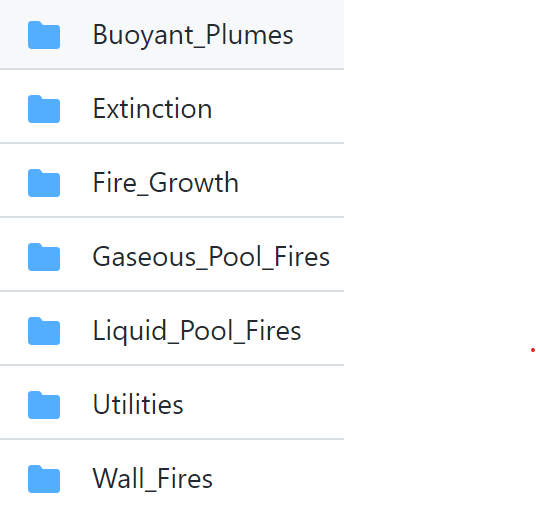 Buoyant_Plumes
Extinction
Fire_Growth
Gaseous_Pool_Fires
Liquid_Pool_Fires
Utilities
Wall_Fires